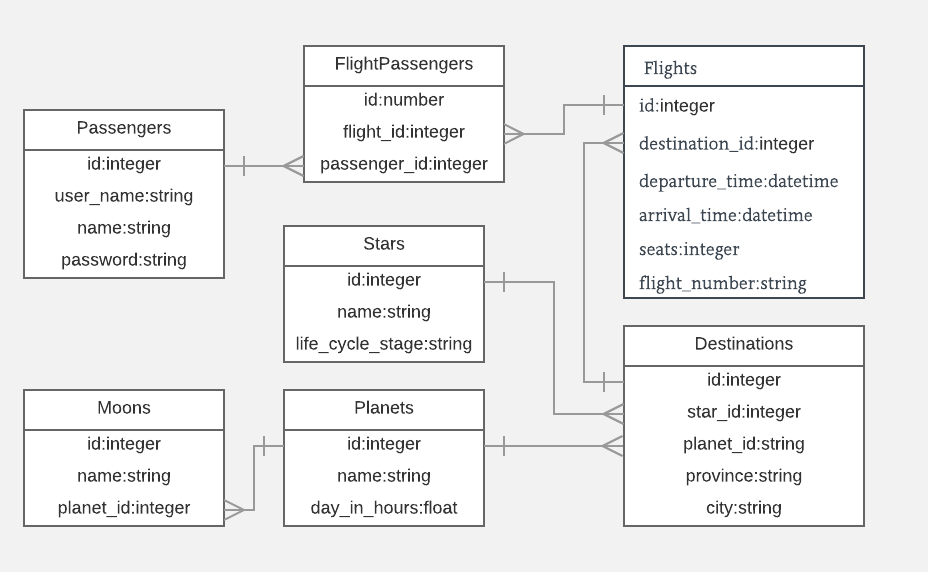 FlightPassengers
id:number
flight_id:integer
passenger_id:integer
Flights
id:integer
destination_id:integer
departure_time:datetime
arrival_time:datetime
seats:integer
flight_number:string
Passengers
id:integer
user_name:string
name:string
password:string
Stars
id:integer
name:string
life_cycle_stage:string
Destinations
id:integer
star_id:integer
planet_id:string
province:string
city:string
Moons
id:integer
name:string
planet_id:integer
Planets
id:integer
name:string
day_in_hours:float